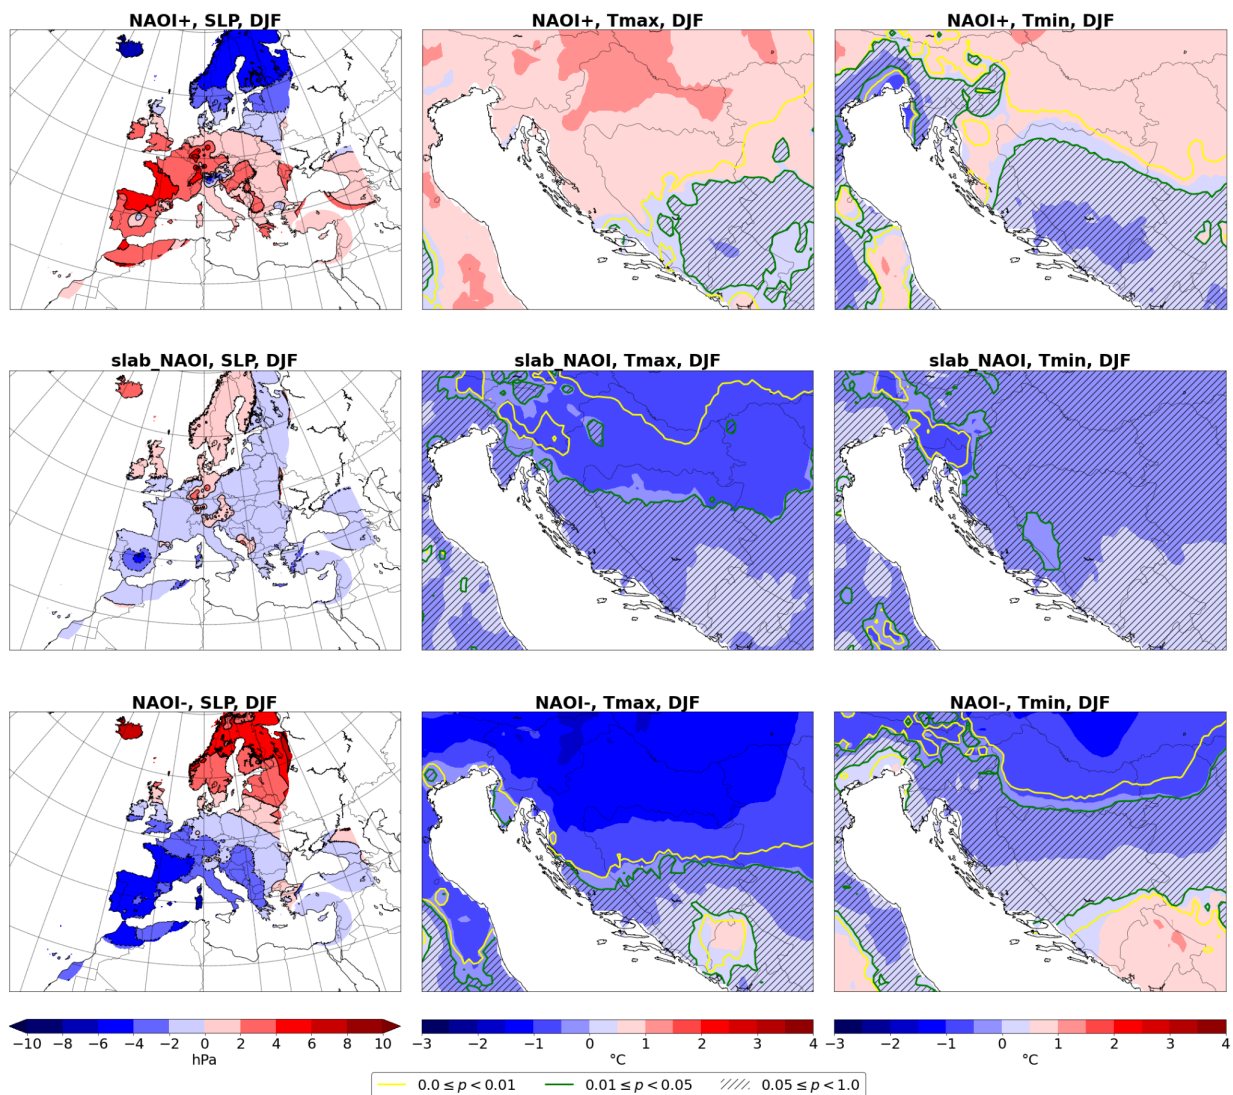 NAOI+, SLP, DJF
NAOI+, Tmax, DJF
NAOI+, Tmin, DJF
slab_NAOI, SLP, DJF
slab_NAOI, Tmax, DJF
slab_NAOI, Tmin, DJF
NAOI-, SLP, DJF
NAOI-, Tmax, DJF
NAOI-, Tmin, DJF
−10 −8 −6 −4 −2 0 2 4 6 8 10
hPa
−3 −2 −1 0 1 2 3 4
°C
−3 −2 −1 0 1 2 3 4
°C
0.0 ≤ p < 0.01 0.01 ≤ p < 0.05 0.05 ≤ p < 1.0